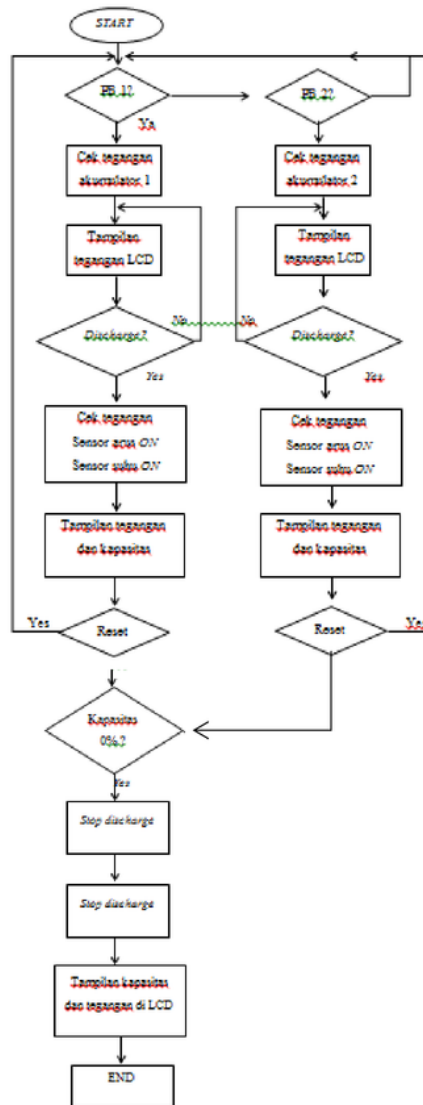 START
PB 1?
PB 2?
Ya
Cek tegangan
akumulator 1
Cek tegangan
akumulator 2
Tampilan
tegangan LCD
Tampilan
tegangan LCD
Discharge?
No
No
Discharge?
Yes
Yes
Cek tegangan
Sensor arus ON
Sensor suhu ON
Cek tegangan
Sensor arus ON
Sensor suhu ON
Tampilan tegangan
dan kapasitas
Tampilan tegangan
dan kapasitas
Yes
Reset
Reset
Yes
Kapasitas
0% ?
Yes
Stop discharge
Stop discharge
Tampilan kapasitas
dan tegangan di LCD
END